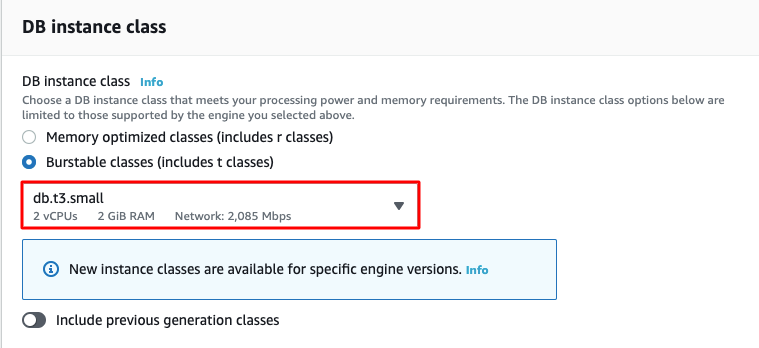 DB instance class
DB instance class Info
Choose a DB instance class that meets your processing power and memory requirements. The DB instance class options below are
limited to those supported by the engine you selected above.
Memory optimized classes (includes r classes)
Burstable classes (includes t classes)
db.t3.small
2 vCPUs 2 GiB RAM Network: 2,085 Mbps
New instance classes are available for specific engine versions. Info
Include previous generation classes